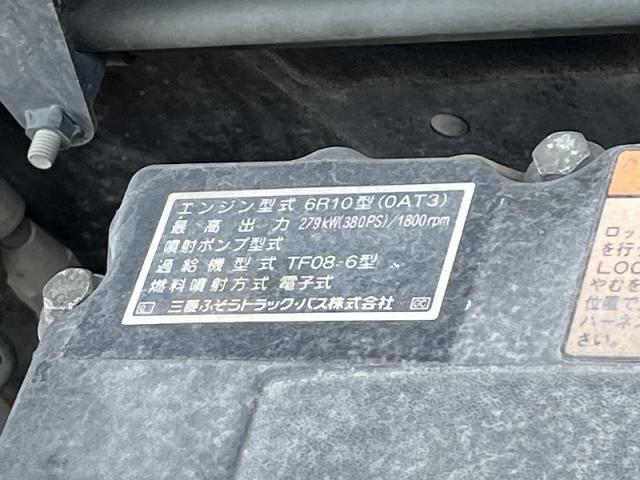 エンジン型式 6R10型(0AT3)
最高出力 279kW(380PS)/1800rpm
噴射ポンプ型式
過給機型式 TF08-6型
燃料噴射方式 電子式
三菱ふそうトラック・バス株式会社 CC
ロッ
を行う
LOC
やむを
位置で
ハーネ
さい。